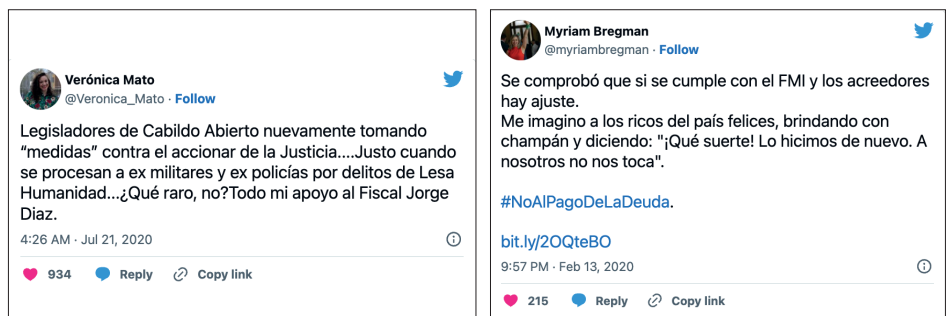 Verónica Mato
@Veronica_Mato · Follow
Legisladores de Cabildo Abierto nuevamente tomando
“medidas” contra el accionar de la Justicia....Justo cuando
se procesan a ex militares y ex policías por delitos de Lesa
Humanidad...¿Qué raro, no?Todo mi apoyo al Fiscal Jorge
Diaz.
4:26 AM · Jul 21, 2020
934 Reply Copy link
Myriam Bregman
@myriambregman · Follow
Se comprobó que si se cumple con el FMI y los acreedores
hay ajuste.
Me imagino a los ricos del país felices, brindando con
champán y diciendo: "¡Qué suerte! Lo hicimos de nuevo. A
nosotros no nos toca".
#NoAlPagoDeLaDeuda.
bit.ly/2OQteBO
9:57 PM · Feb 13, 2020
215 Reply Copy link